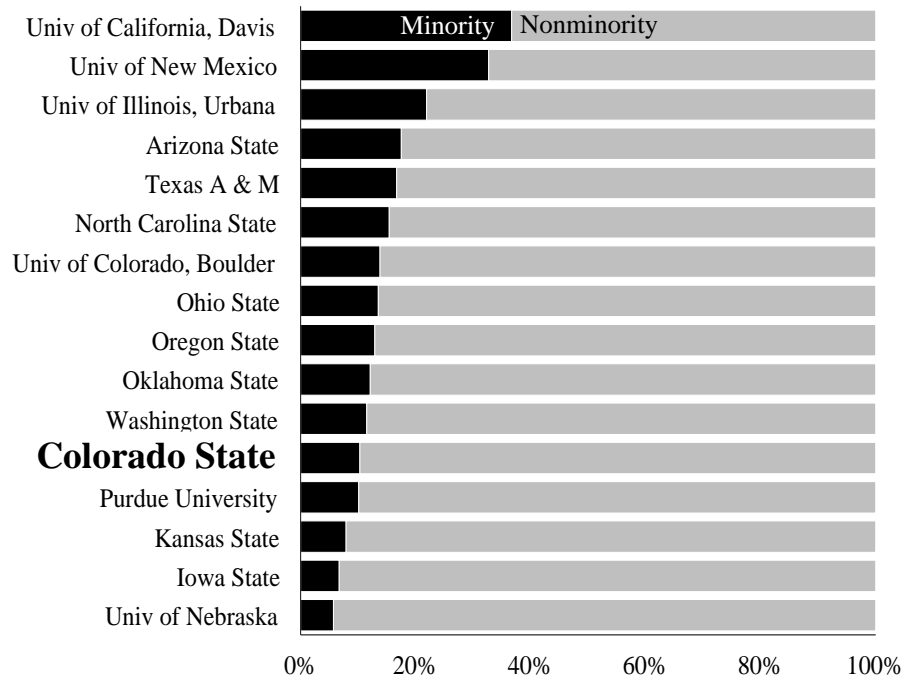 Univ of California, Davis Minority Nonminority
Univ of New Mexico
Univ of Illinois, Urbana
Arizona State
Texas A & M
North Carolina State
Univ of Colorado, Boulder
Ohio State
Oregon State
Oklahoma State
Washington State
Colorado State
Purdue University
Kansas State
Iowa State
Univ of Nebraska
0% 20% 40% 60% 80% 100%